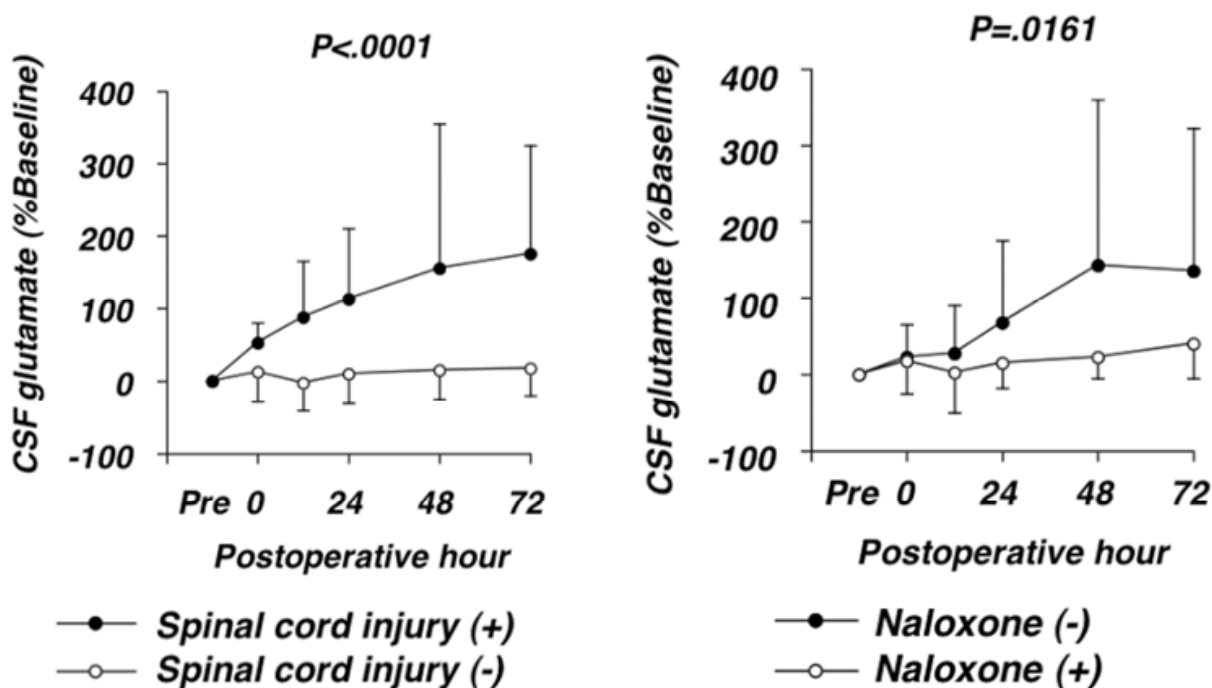 P<.0001
CSF glutamate (%Baseline)
400
300
200
100
0
-100
Pre 0 24 48 72
Postoperative hour
Spinal cord injury (+)
Spinal cord injury (-)
P=.0161
CSF glutamate (%Baseline)
400
300
200
100
0
-100
Pre 0 24 48 72
Postoperative hour
Naloxone (-)
Naloxone (+)